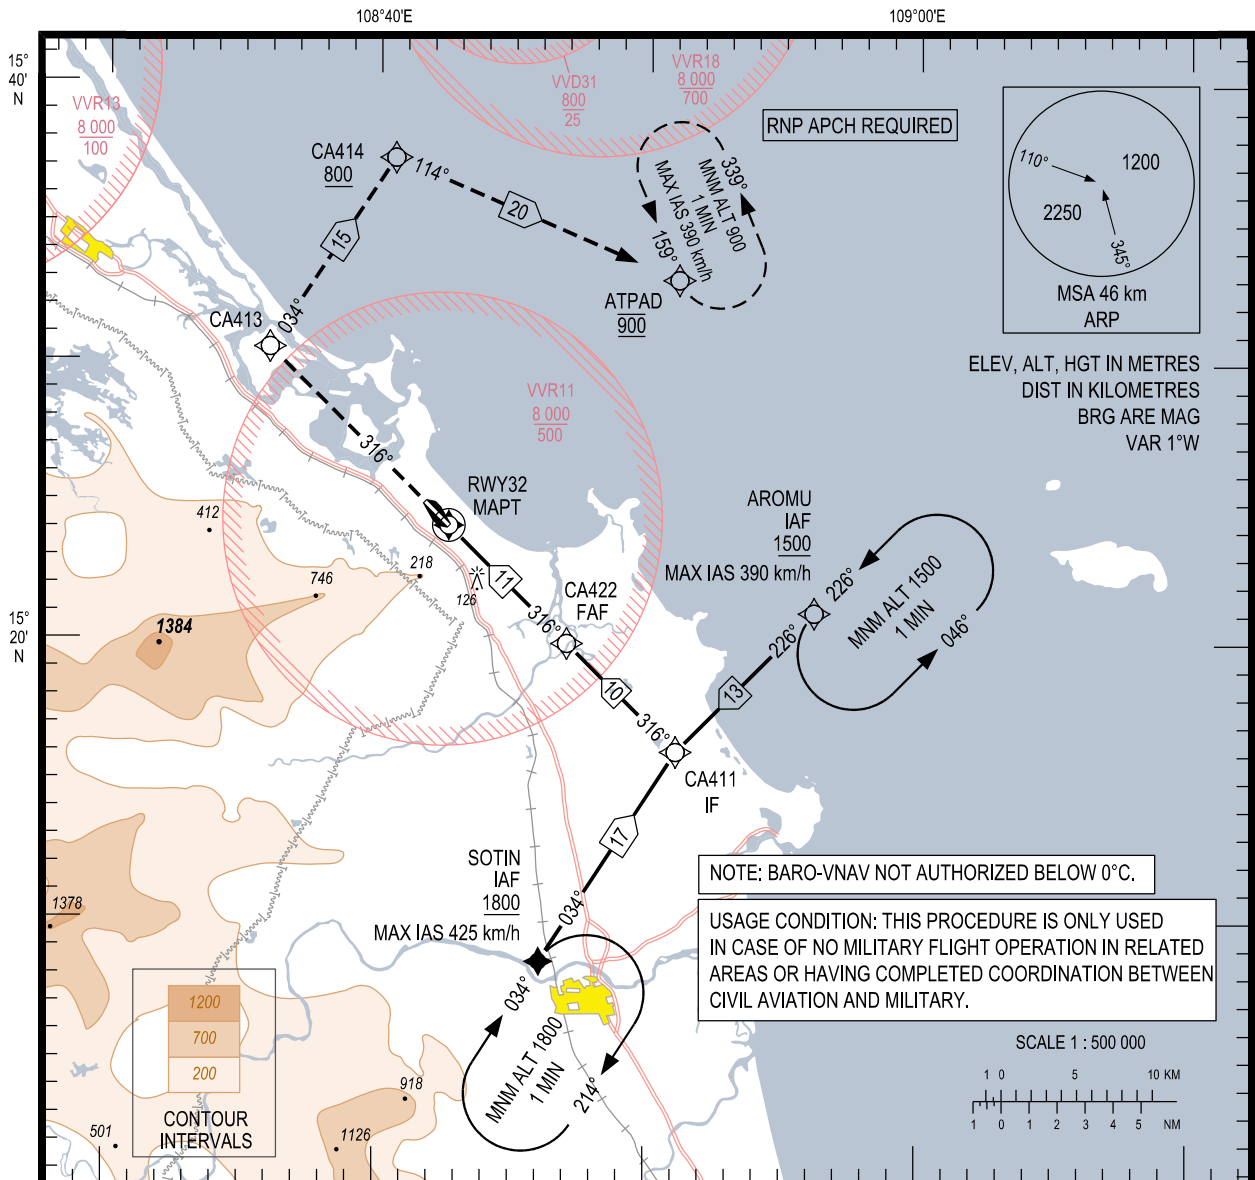 108°40'E
109°00'E
15°
40'
N
VVR13
8 000
100
VVD31
800
25
VVR18
8 000
700
RNP APCH REQUIRED
CA414
800
114°
20
15
034°
339°
MNM ALT 900
1 MIN
MAX IAS 390 km/h
159°
ATPAD
900
110°
1200
2250
345°
MSA 46 km
ARP
CA413
ELEV, ALT, HGT IN METRES
DIST IN KILOMETRES
BRG ARE MAG
VAR 1°W
VVR11
8 000
500
316°
RWY32
MAPT
AROMU
IAF
1500
MAX IAS 390 km/h
412
746
218
126
11
CA422
FAF
316°
226°
MNM ALT 1500
1 MIN
046°
226°
15°
20'
N
1384
10
13
316°
CA411
IF
17
SOTIN
IAF
1800
MAX IAS 425 km/h
034°
NOTE: BARO-VNAV NOT AUTHORIZED BELOW 0°C.
USAGE CONDITION: THIS PROCEDURE IS ONLY USED
IN CASE OF NO MILITARY FLIGHT OPERATION IN RELATED
AREAS OR HAVING COMPLETED COORDINATION BETWEEN
CIVIL AVIATION AND MILITARY.
1378
034°
MNM ALT 1800
1 MIN
214°
1200
700
200
CONTOUR
INTERVALS
918
501
1126
SCALE 1 : 500 000
1 0 5 10 KM
1 0 1 2 3 4 5 NM